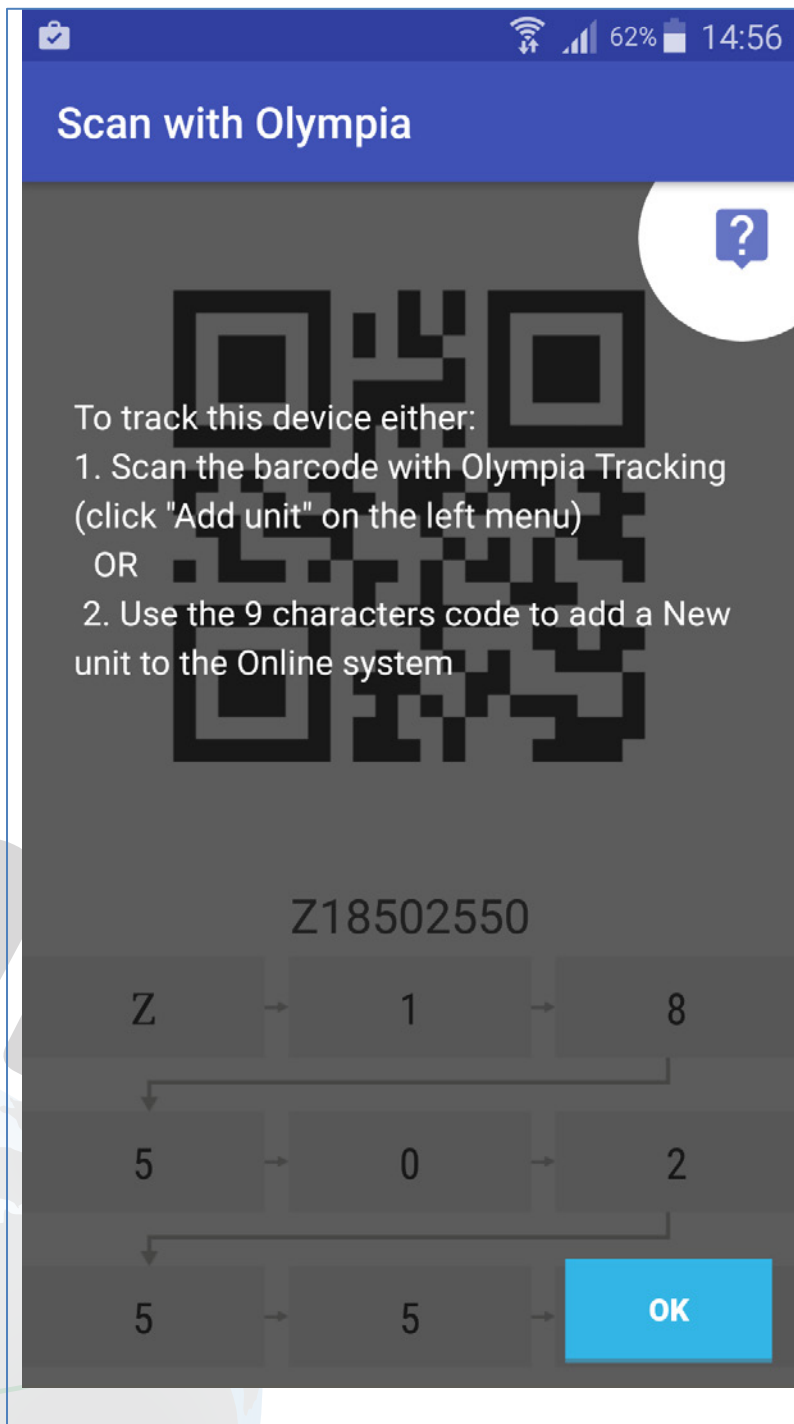 62% 14:56
Scan with Olympia
?
To track this device either:
1. Scan the barcode with Olympia Tracking
(click "Add unit" on the left menu)
OR
2. Use the 9 characters code to add a New
unit to the Online system
Z18502550
Z 1 8
5 0 2
5 5 OK